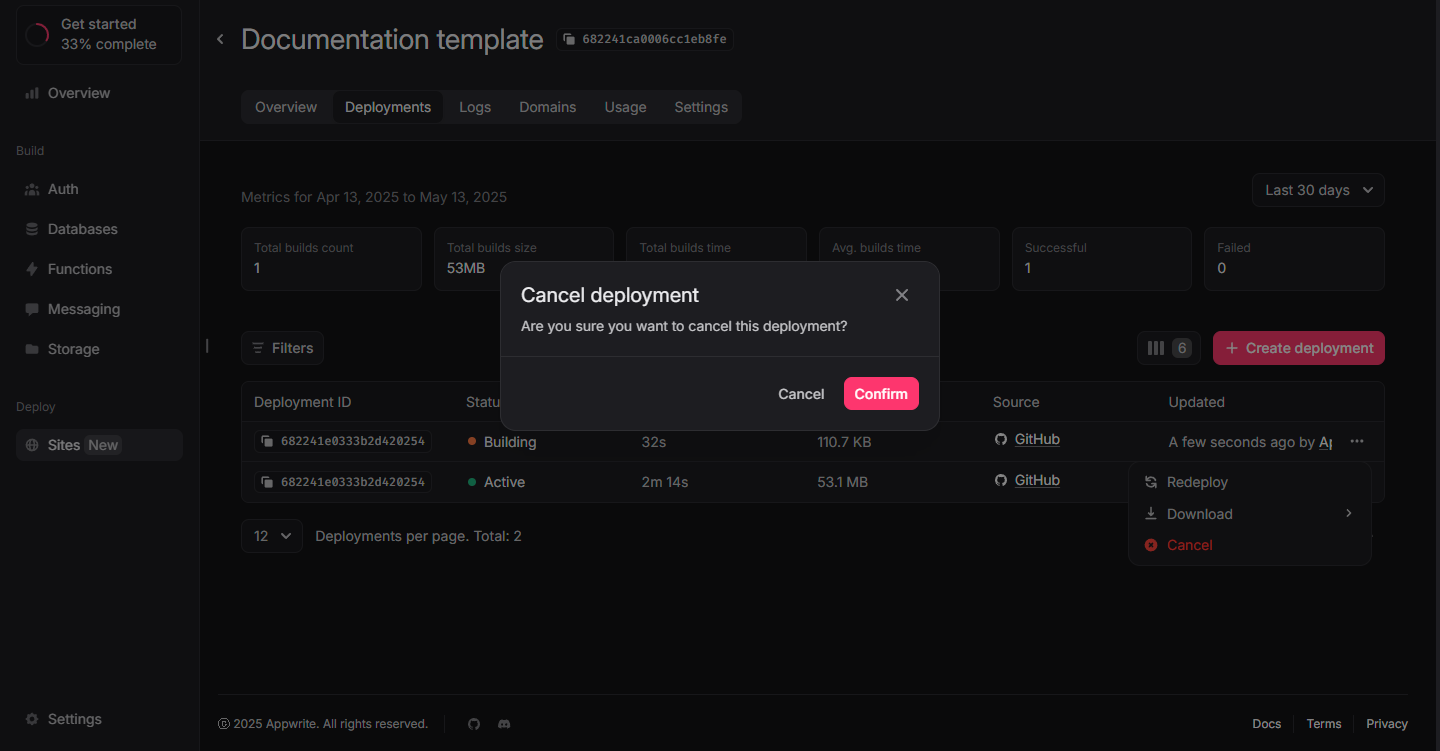 Get started
33% complete
Overview
Build
Auth
Databases
Functions
Messaging
Storage
Deploy
Sites New
Settings
Documentation template 682241ca0006cc1eb8fe
Overview Deployments Logs Domains Usage Settings
Metrics for Apr 13, 2025 to May 13, 2025 Last 30 days
Total builds count Total builds size Total builds time Avg. builds time Successful Failed
1 53MB 1 0
Cancel deployment
Are you sure you want to cancel this deployment?
Cancel Confirm
Filters 6 + Create deployment
Deployment ID Statu Source Updated
682241e0333b2d420254 Building 32s 110.7 KB GitHub A few seconds ago by Ap
682241e0333b2d420254 Active 2m 14s 53.1 MB GitHub
Redeploy
Download
Cancel
12 Deployments per page. Total: 2
© 2025 Appwrite. All rights reserved. Docs Terms Privacy